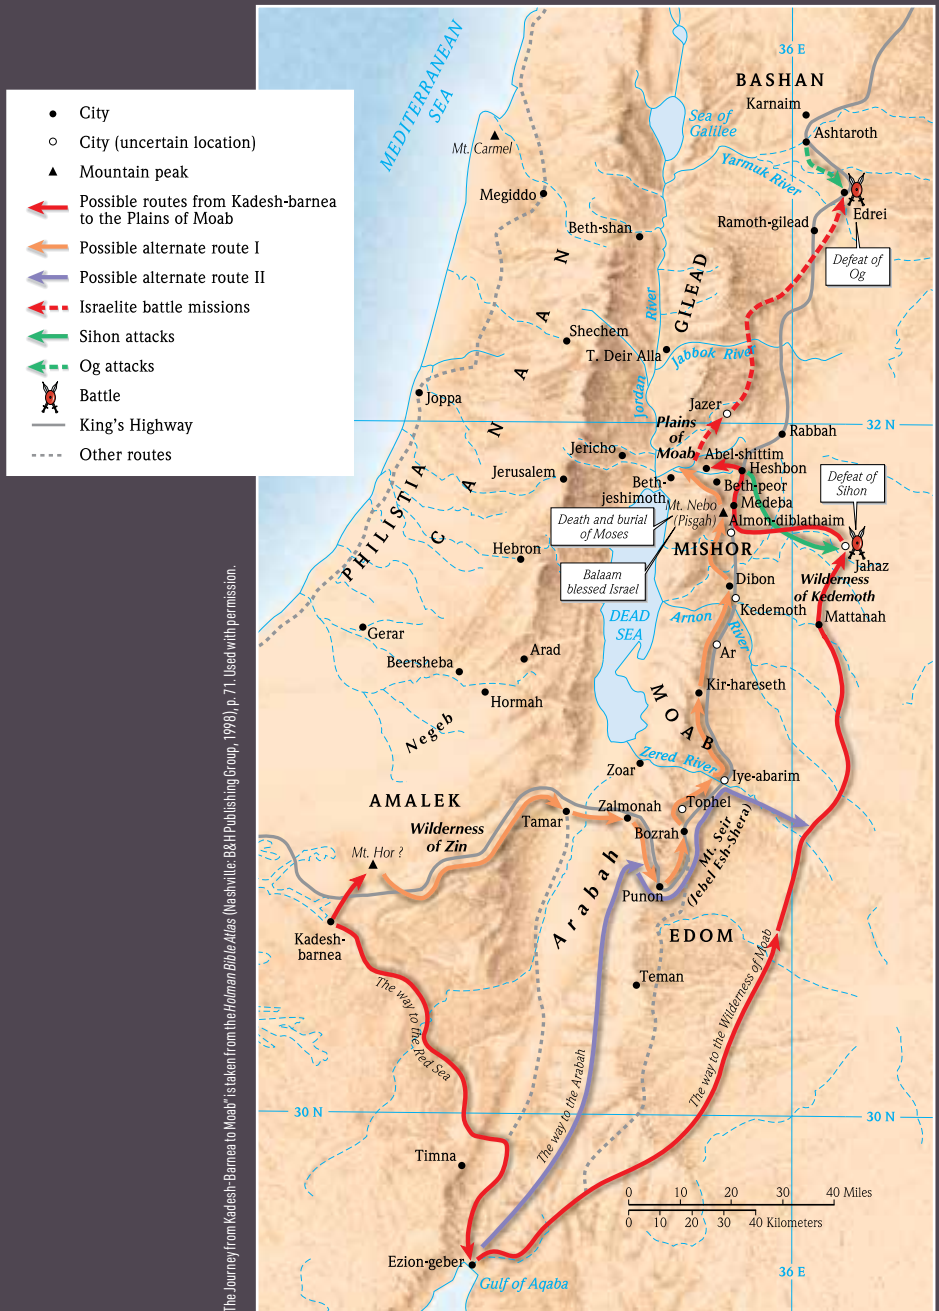 City
City (uncertain location)
Mountain peak
Possible routes from Kadesh-barnea
to the Plains of Moab
Possible alternate route I
Possible alternate route II
Israelite battle missions
Sihon attacks
Og attacks
Battle
King's Highway
Other routes
MEDITERRANEAN
SEA
36 E
BASHAN
Karnaim
Sea of
Galilee
Ashtaroth
Mt. Carmel
Yarmuk River
Megiddo
Edrei
Ramoth-gilead
Beth-shan
Defeat of
Og
GILEAD
CANAAN
Jordan River
Shechem
T. Deir Alla
Jabbok River
Joppa
Jazer
32 N
Plains
of
Moab
Rabbah
Jericho
Abel-shittim
Heshbon
Jerusalem
Beth-
jeshimoth
Beth-peor
Defeat of
Sihon
PHILISTIA
Mt. Nebo
(Pisgah)
Medeba
Death and burial
of Moses
Almon-diblathaim
MISHOR
Hebron
Jahaz
Balaam
blessed Israel
Dibon
Wilderness
of Kedemoth
Kedemoth
DEAD
SEA
Arnon River
Mattanah
Gerar
Ar
Arad
Beersheba
Kir-hareseth
Hormah
MOAB
Negeb
Zered River
Zoar
Iye-abarim
AMALEK
Tophel
Zalmonah
Tamar
Wilderness
of Zin
Bozrah
Mt. Seir
(Jebel Esh-Shera)
Mt. Hor ?
Arabah
Punon
Kadesh-
barnea
EDOM
Teman
The way to the Red Sea
The way to the Wilderness of Moab
The way to the Arabah
30 N
30 N
Timna
0 10 20 30 40 Miles
0 10 20 30 40 Kilometers
Ezion-geber
Gulf of Aqaba
36 E
The Journey from Kadesh-Barnea to Moab" is taken from the Holman Bible Atlas (Nashville: B&H Publishing Group, 1998), p. 71. Used with permission.